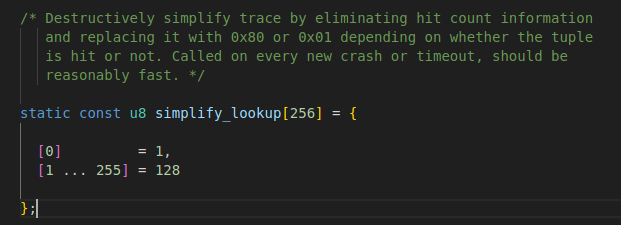 /* Destructively simplify trace by eliminating hit count information
and replacing it with 0x80 or 0x01 depending on whether the tuple
is hit or not. Called on every new crash or timeout, should be
reasonably fast. */
static const u8 simplify_lookup[256] = {
[0]         = 1,
[1 ... 255] = 128
};